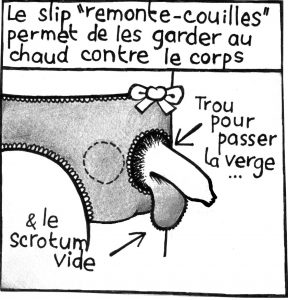 Le slip "remonte-couilles"
permet de les garder au
chaud contre le corps
Trou
pour
passer
la verge
...
& le
scrotum
vide